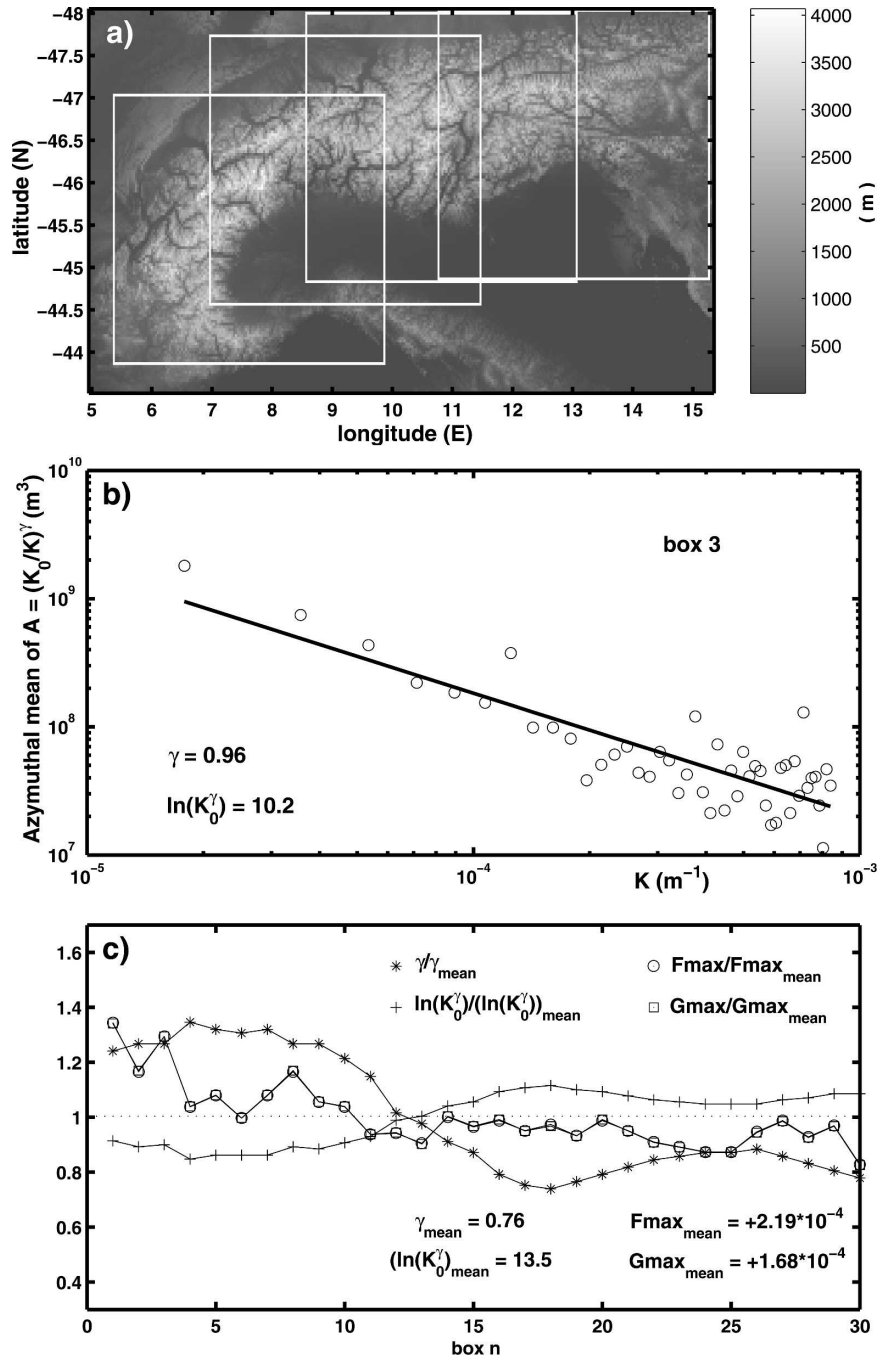 a)
−48
−47.5
−47
−46.5
−46
−45.5
−45
−44.5
−44
latitude (N)
5 6 7 8 9 10 11 12 13 14 15
longitude (E)
4000
3500
3000
2500
2000
1500
1000
500
( m )
b)
box 3
10^10
10^9
10^8
10^7
Azymuthal mean of A = (K_0/K)^γ (m^3)
γ = 0.96
ln(K_0^γ) = 10.2
10^−5 10^−4 10^−3
K (m^−1)
c)
1.6
1.4
1.2
1
0.8
0.6
0.4
γ/γ_mean
ln(K_0^γ)/(ln(K_0^γ))_mean
Fmax/Fmax_mean
Gmax/Gmax_mean
γ_mean = 0.76
(ln(K_0^γ)_mean = 13.5
Fmax_mean = +2.19*10^−4
Gmax_mean = +1.68*10^−4
0 5 10 15 20 25 30
box n